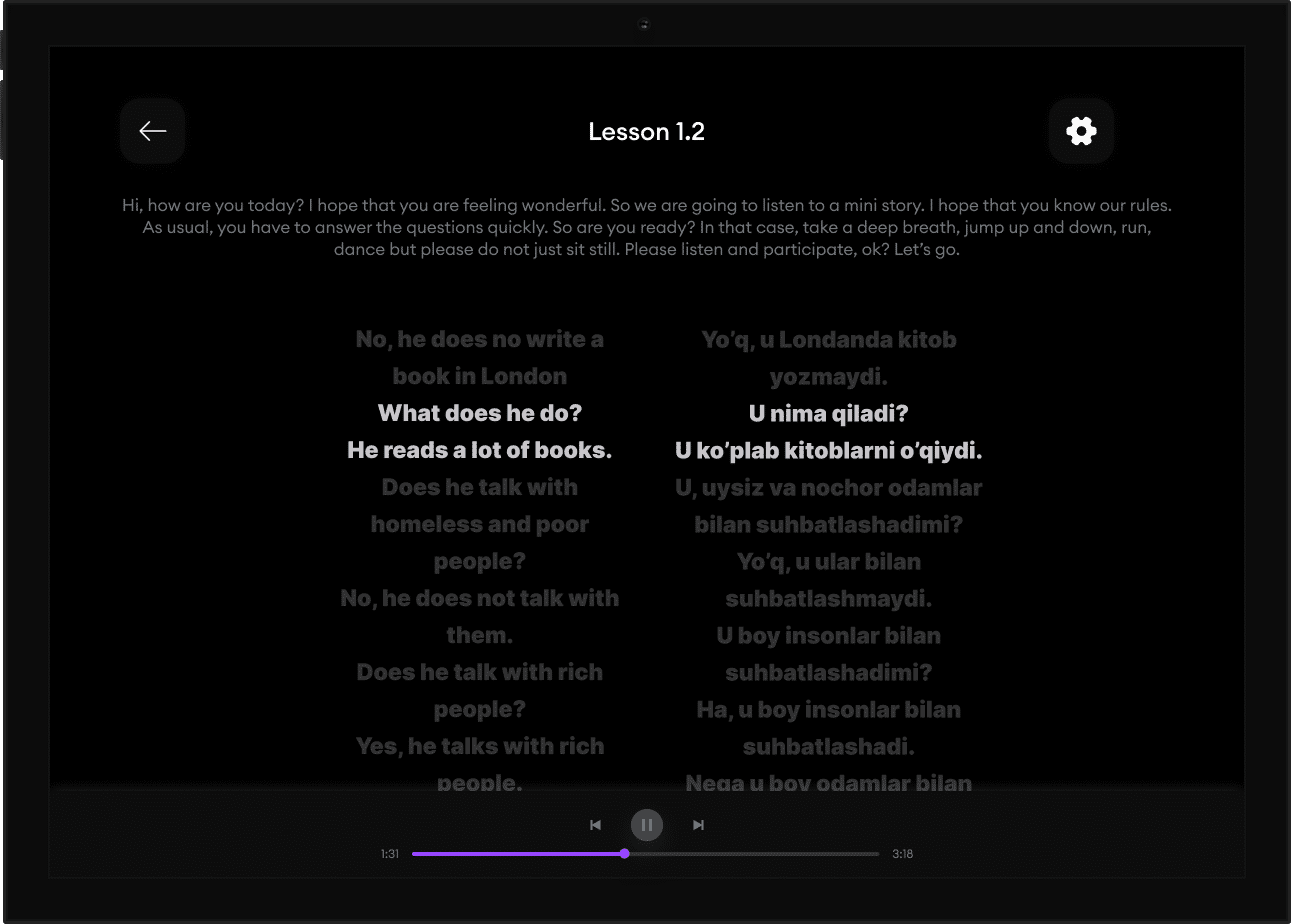 Lesson 1.2
Hi, how are you today? I hope that you are feeling wonderful. So we are going to listen to a mini story. I hope that you know our rules.
As usual, you have to answer the questions quickly. So are you ready? In that case, take a deep breath, jump up and down, run,
dance but please do not just sit still. Please listen and participate, ok? Let’s go.
No, he does no write a
book in London
What does he do?
He reads a lot of books.
Does he talk with
homeless and poor
people?
No, he does not talk with
them.
Does he talk with rich
people?
Yes, he talks with rich
people.
Yo’q, u Londanda kitob
yozmaydi.
U nima qiladi?
U ko’plab kitoblarni o’qiydi.
U, uysiz va nochor odamlar
bilan suhbatlashadimi?
Yo’q, u ular bilan
suhbatlashmaydi.
U boy insonlar bilan
suhbatlashadimi?
Ha, u boy insonlar bilan
suhbatlashadi.
Nega u boy odamlar bilan
1:31
3:18